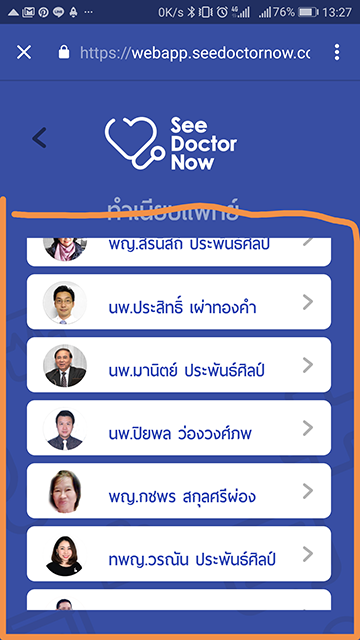 0K/s 4G 76% 13:27
https://webapp.seedoctornow.cc
See
Doctor
Now
ทำเนียบแพทย์
พญ.สิรินสิถ ประพันธ์ศิลป์
นพ.ประสิทธิ์ เผ่าทองคำ
นพ.มานิตย์ ประพันธ์ศิลป์
นพ.ปิยพล ว่องวงศ์ภพ
พญ.กชพร สกุลศรีผ่อง
ทพญ.วรณัน ประพันธ์ศิลป์